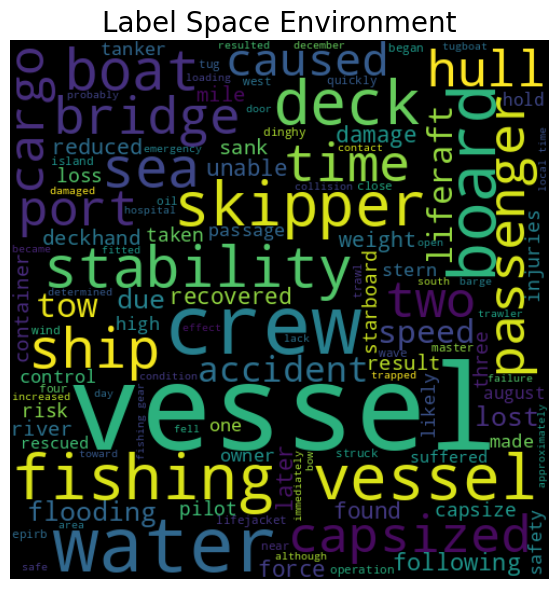 Label Space Environment
tanker
resulted
december
began
tugboat
tug
caused
hull
loading
west
quickly
boat
probably
mile
deck
hold
door
cargo
bridge
reduced
dinghy
damage
board
passenger
island
emergency
sank
time
contact
local time
loss
sea
unable
liferaft
damaged
oil
collision
close
port
hospital
skipper
injuries
deckhand
taken
passage
weight
open
became
fitted
stern
stability
trawl
starboard
south
barge
container
determined
two
trawler
tow
due
recovered
wind
high
effect
crew
speed
ship
lack
wave
master
three
result
control
condition
accident
trapped
failure
four
increased
day
vessel
likely
august
risk
one
lost
approximately
river
fishing gear
fell
struck
made
rescued
toward
owner
later
immediately
bow
suffered
fishing vessel
flooding
pilot
found
capsize
safety
area
lifejacket
epirb
water
near
capsized
although
safe
force
operation
following